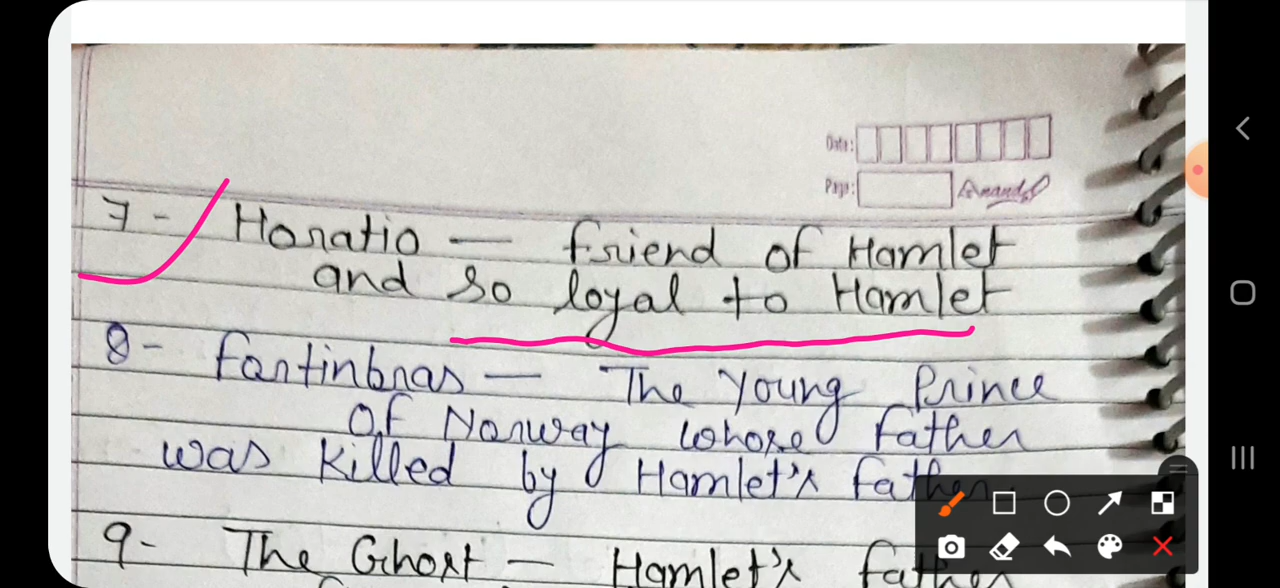 Date:
Page: Anand
7- Horatio — friend of Hamlet
and so loyal to Hamlet
8- Fortinbras — The Young Prince
Of Norway whose father
was killed by Hamlet's father.
9- The Ghost — Hamlet's father